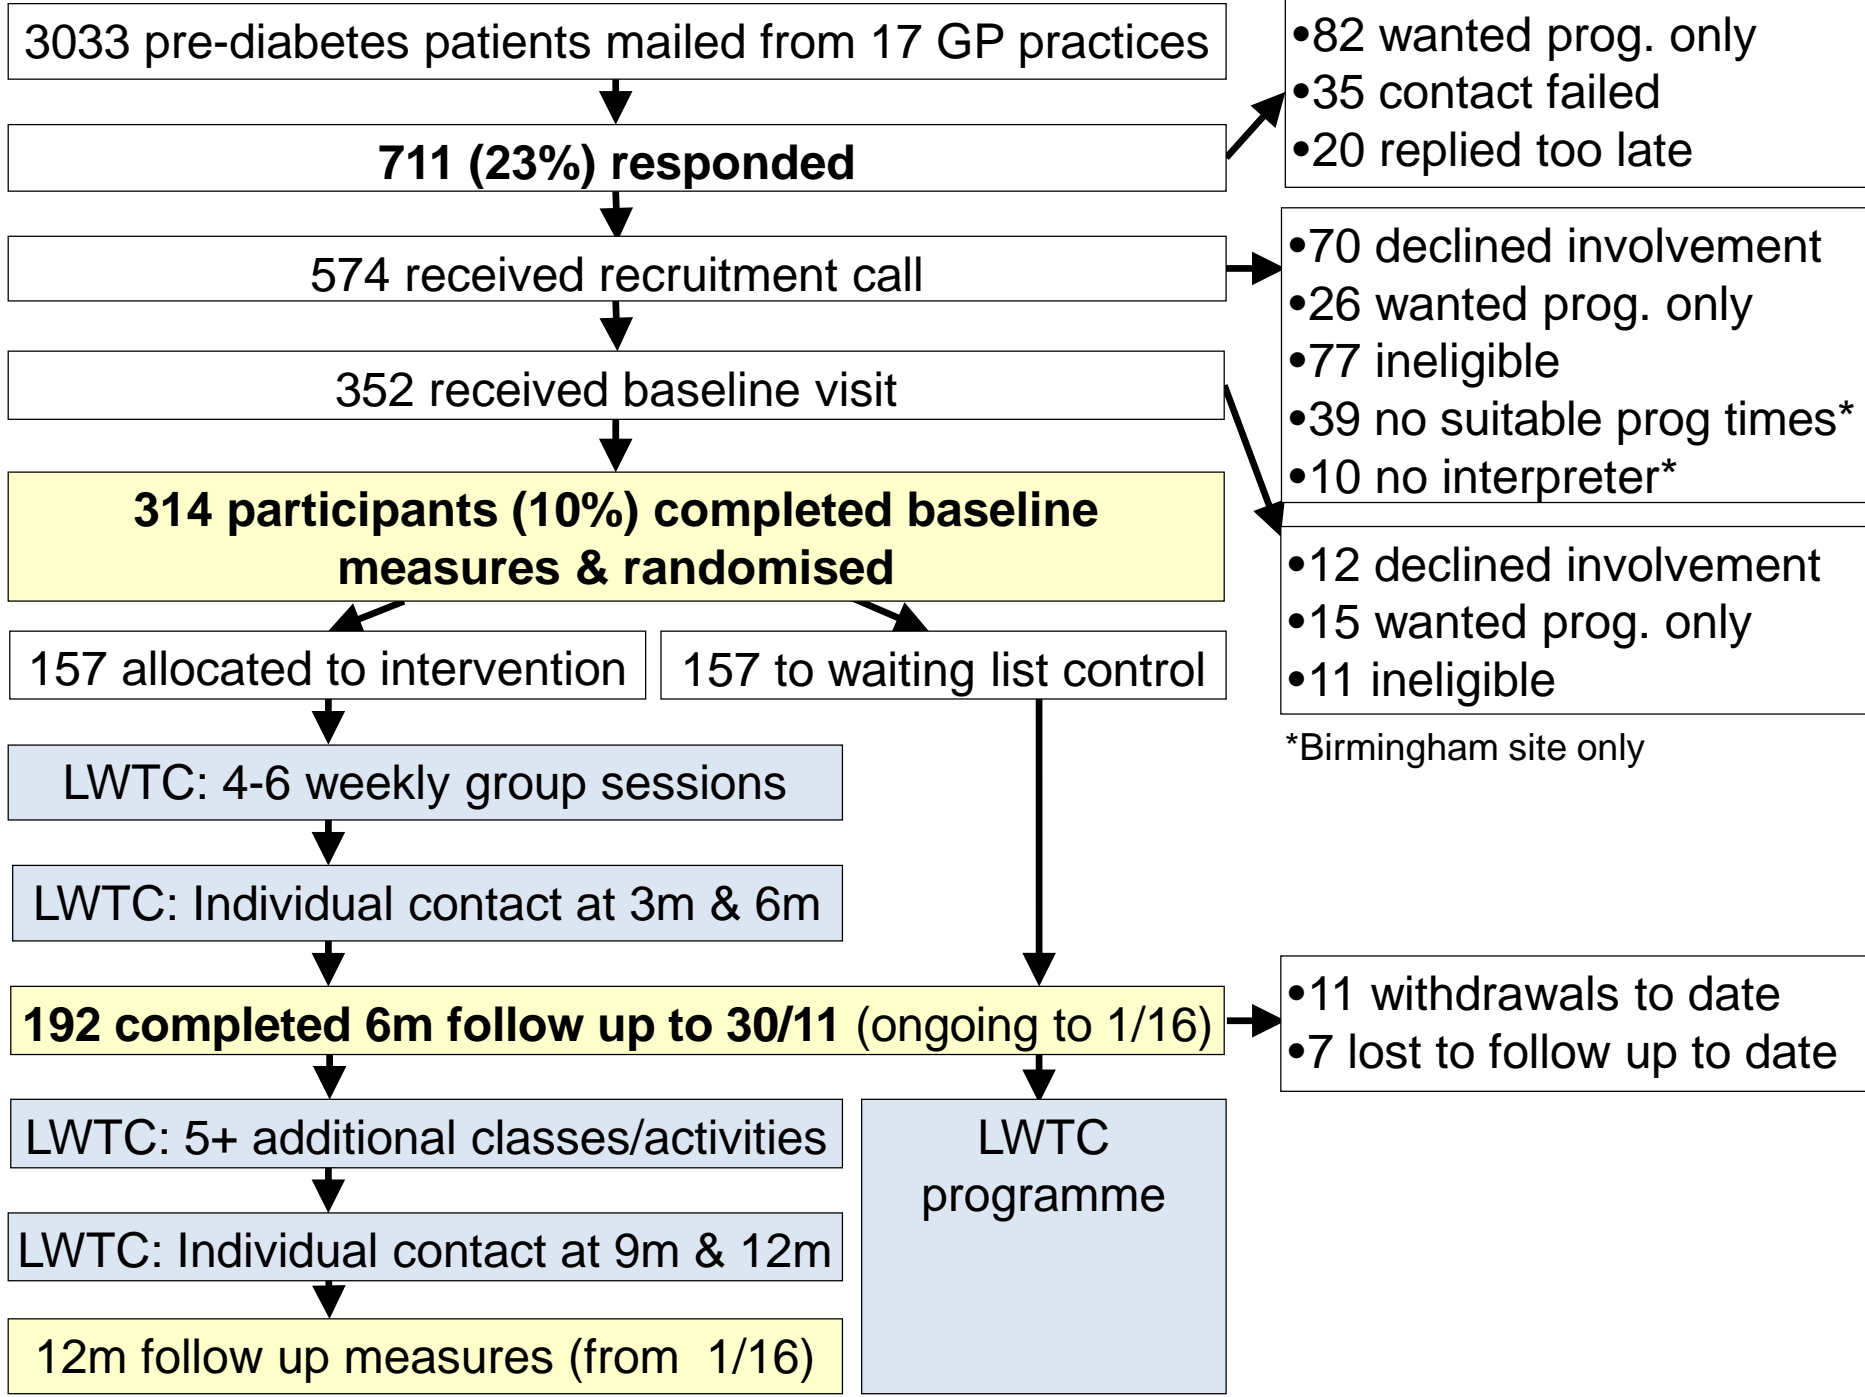 3033 pre-diabetes patients mailed from 17 GP practices
•82 wanted prog. only
•35 contact failed
•20 replied too late
711 (23%) responded
574 received recruitment call
•70 declined involvement
•26 wanted prog. only
•77 ineligible
•39 no suitable prog times*
•10 no interpreter*
352 received baseline visit
•12 declined involvement
•15 wanted prog. only
•11 ineligible
*Birmingham site only
314 participants (10%) completed baseline
measures & randomised
157 allocated to intervention
157 to waiting list control
LWTC: 4-6 weekly group sessions
LWTC: Individual contact at 3m & 6m
192 completed 6m follow up to 30/11 (ongoing to 1/16)
•11 withdrawals to date
•7 lost to follow up to date
LWTC: 5+ additional classes/activities
LWTC: Individual contact at 9m & 12m
12m follow up measures (from 1/16)
LWTC
programme